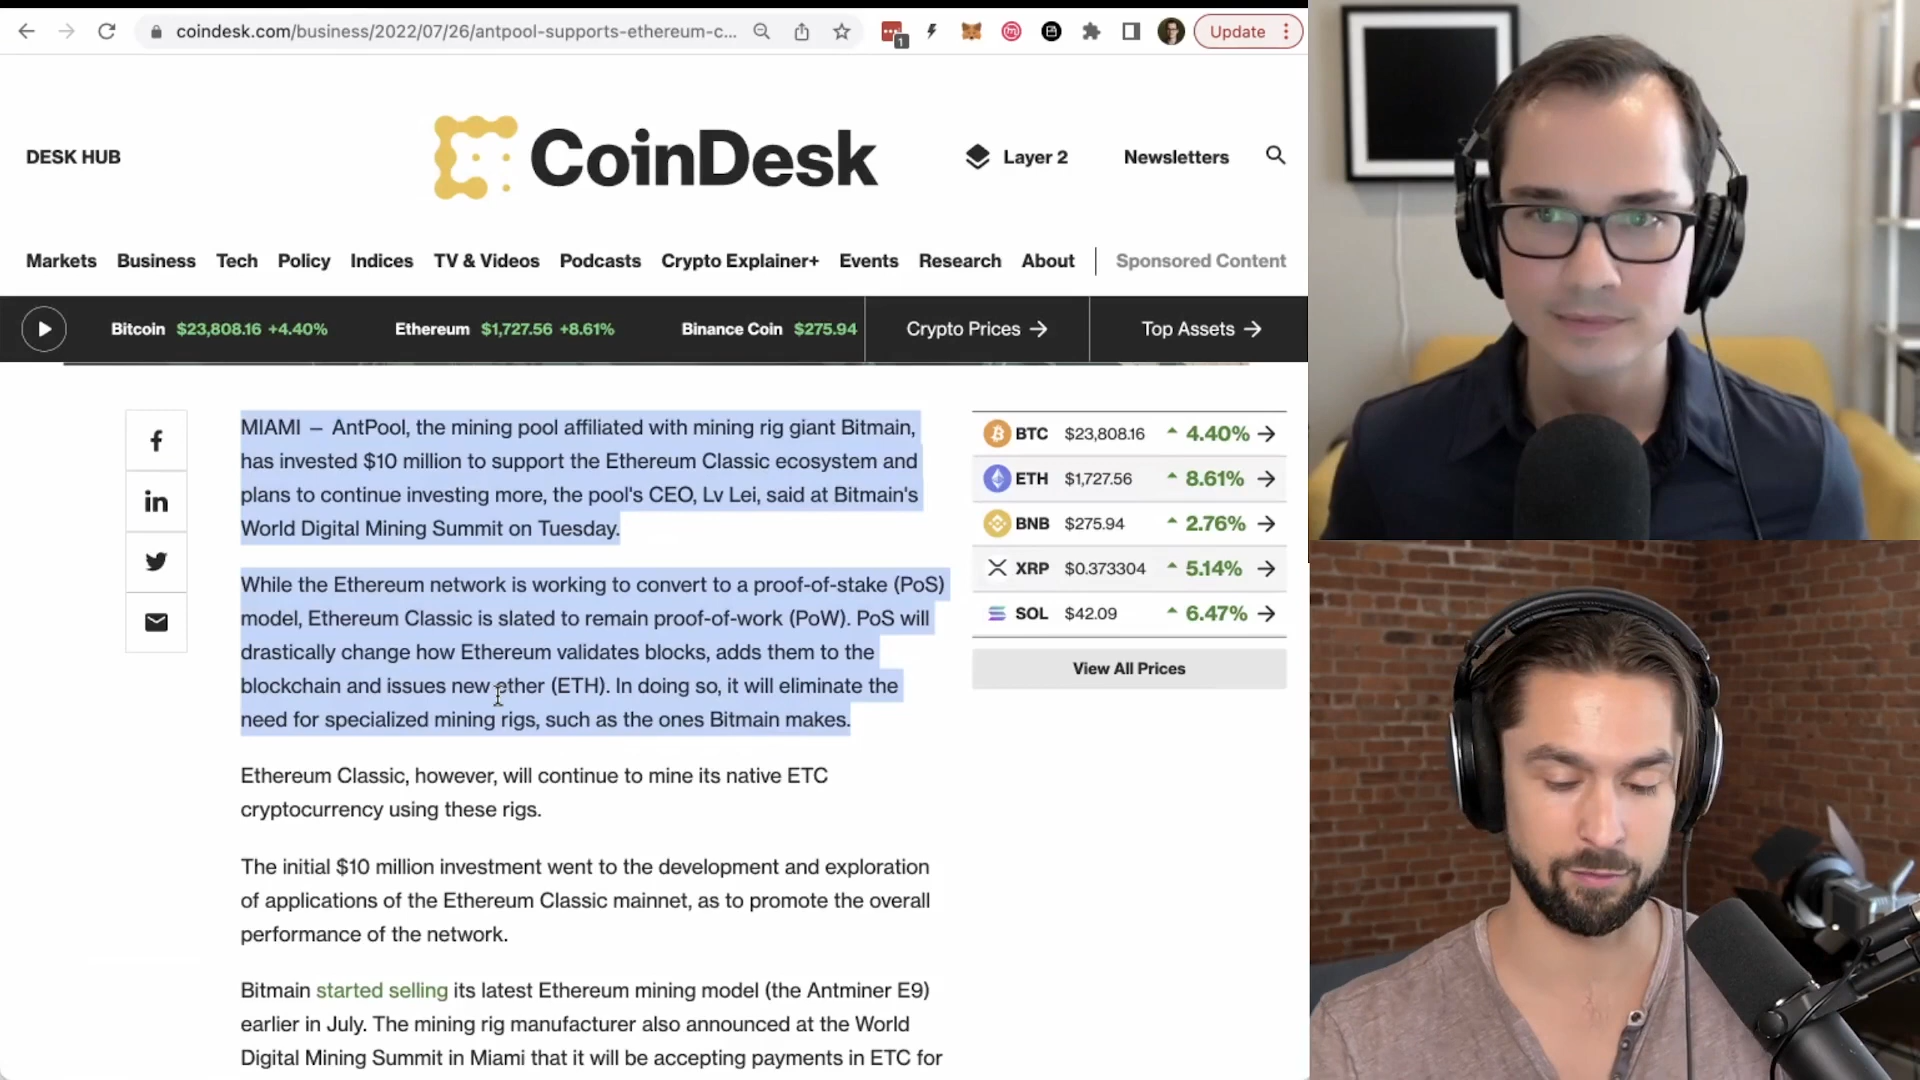 coindesk.com/business/2022/07/26/antpool-supports-ethereum-c...
1
Update
DESK HUB
CoinDesk
Layer 2
Newsletters
Markets Business Tech Policy Indices TV & Videos Podcasts Crypto Explainer+ Events Research About Sponsored Content
Bitcoin $23,808.16 +4.40% Ethereum $1,727.56 +8.61% Binance Coin $275.94 Crypto Prices → Top Assets →
MIAMI — AntPool, the mining pool affiliated with mining rig giant Bitmain,
has invested $10 million to support the Ethereum Classic ecosystem and
plans to continue investing more, the pool's CEO, Lv Lei, said at Bitmain's
World Digital Mining Summit on Tuesday.
While the Ethereum network is working to convert to a proof-of-stake (PoS)
model, Ethereum Classic is slated to remain proof-of-work (PoW). PoS will
drastically change how Ethereum validates blocks, adds them to the
blockchain and issues new ether (ETH). In doing so, it will eliminate the
need for specialized mining rigs, such as the ones Bitmain makes.
Ethereum Classic, however, will continue to mine its native ETC
cryptocurrency using these rigs.
The initial $10 million investment went to the development and exploration
of applications of the Ethereum Classic mainnet, as to promote the overall
performance of the network.
Bitmain started selling its latest Ethereum mining model (the Antminer E9)
earlier in July. The mining rig manufacturer also announced at the World
Digital Mining Summit in Miami that it will be accepting payments in ETC for
BTC $23,808.16 4.40% →
ETH $1,727.56 8.61% →
BNB $275.94 2.76% →
XRP $0.373304 5.14% →
SOL $42.09 6.47% →
View All Prices